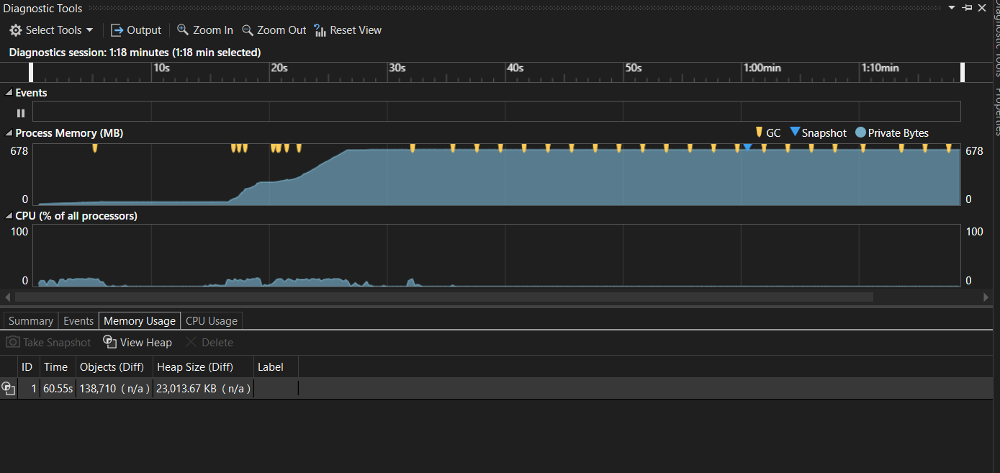 Diagnostic Tools
Select Tools Output Zoom In Zoom Out Reset View
Diagnostics session: 1:18 minutes (1:18 min selected)
10s 20s 30s 40s 50s 1:00min 1:10min
Events
Process Memory (MB) GC Snapshot Private Bytes
678 678
0 0
CPU (% of all processors)
100 100
0 0
Summary Events Memory Usage CPU Usage
Take Snapshot View Heap Delete
ID Time Objects (Diff) Heap Size (Diff) Label
1 60.55s 138,710 ( n/a ) 23,013.67 KB ( n/a )
Diagnostic Tools
Properties